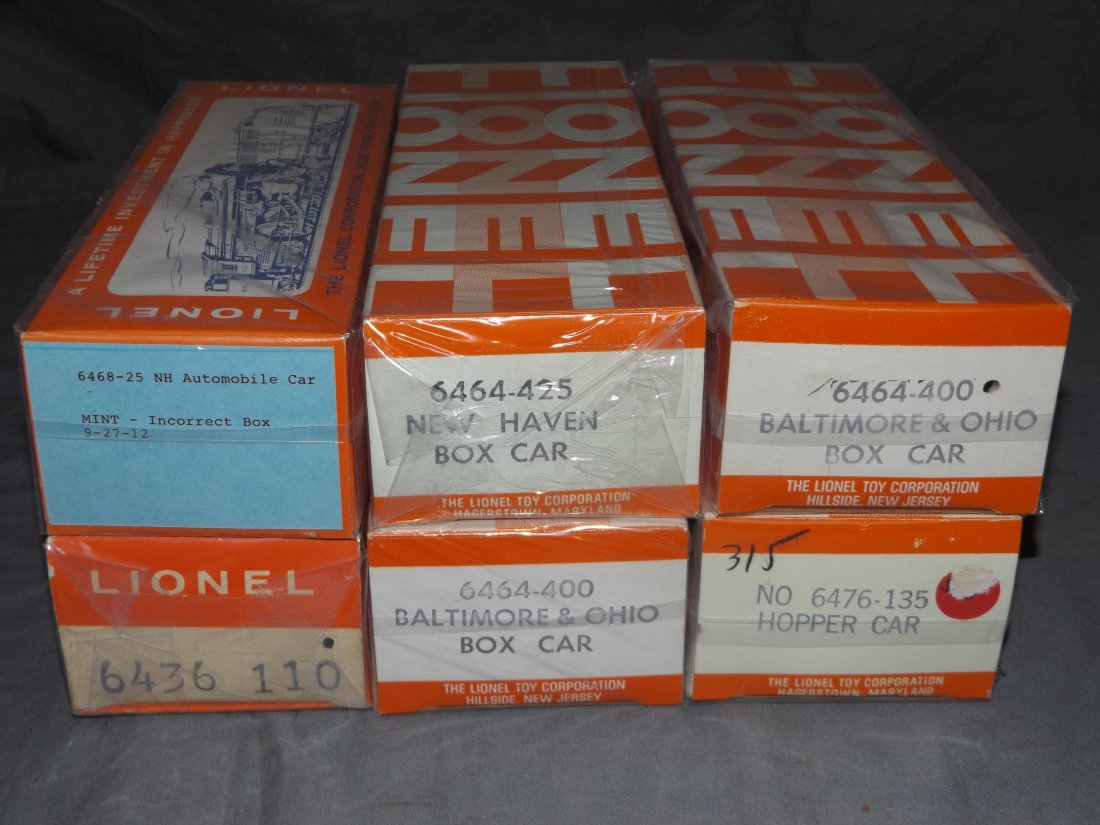 LIONEL
A LIFETIME INVESTMENT IN HAPPINESS
THE LIONEL CORPORATION NEW YORK • CHICAGO
LIONEL
6468-25 NH Automobile Car
MINT - Incorrect Box
9-27-12
LIONEL
6464-425
NEW HAVEN
BOX CAR
THE LIONEL TOY CORPORATION
HAGERSTOWN, MARYLAND
LIONEL
6464-400
BALTIMORE & OHIO
BOX CAR
THE LIONEL TOY CORPORATION
HILLSIDE, NEW JERSEY
LIONEL
6436 110
6464-400
BALTIMORE & OHIO
BOX CAR
THE LIONEL TOY CORPORATION
HILLSIDE, NEW JERSEY
315
NO 6476-135
HOPPER CAR
THE LIONEL TOY CORPORATION
HAGERSTOWN, MARYLAND